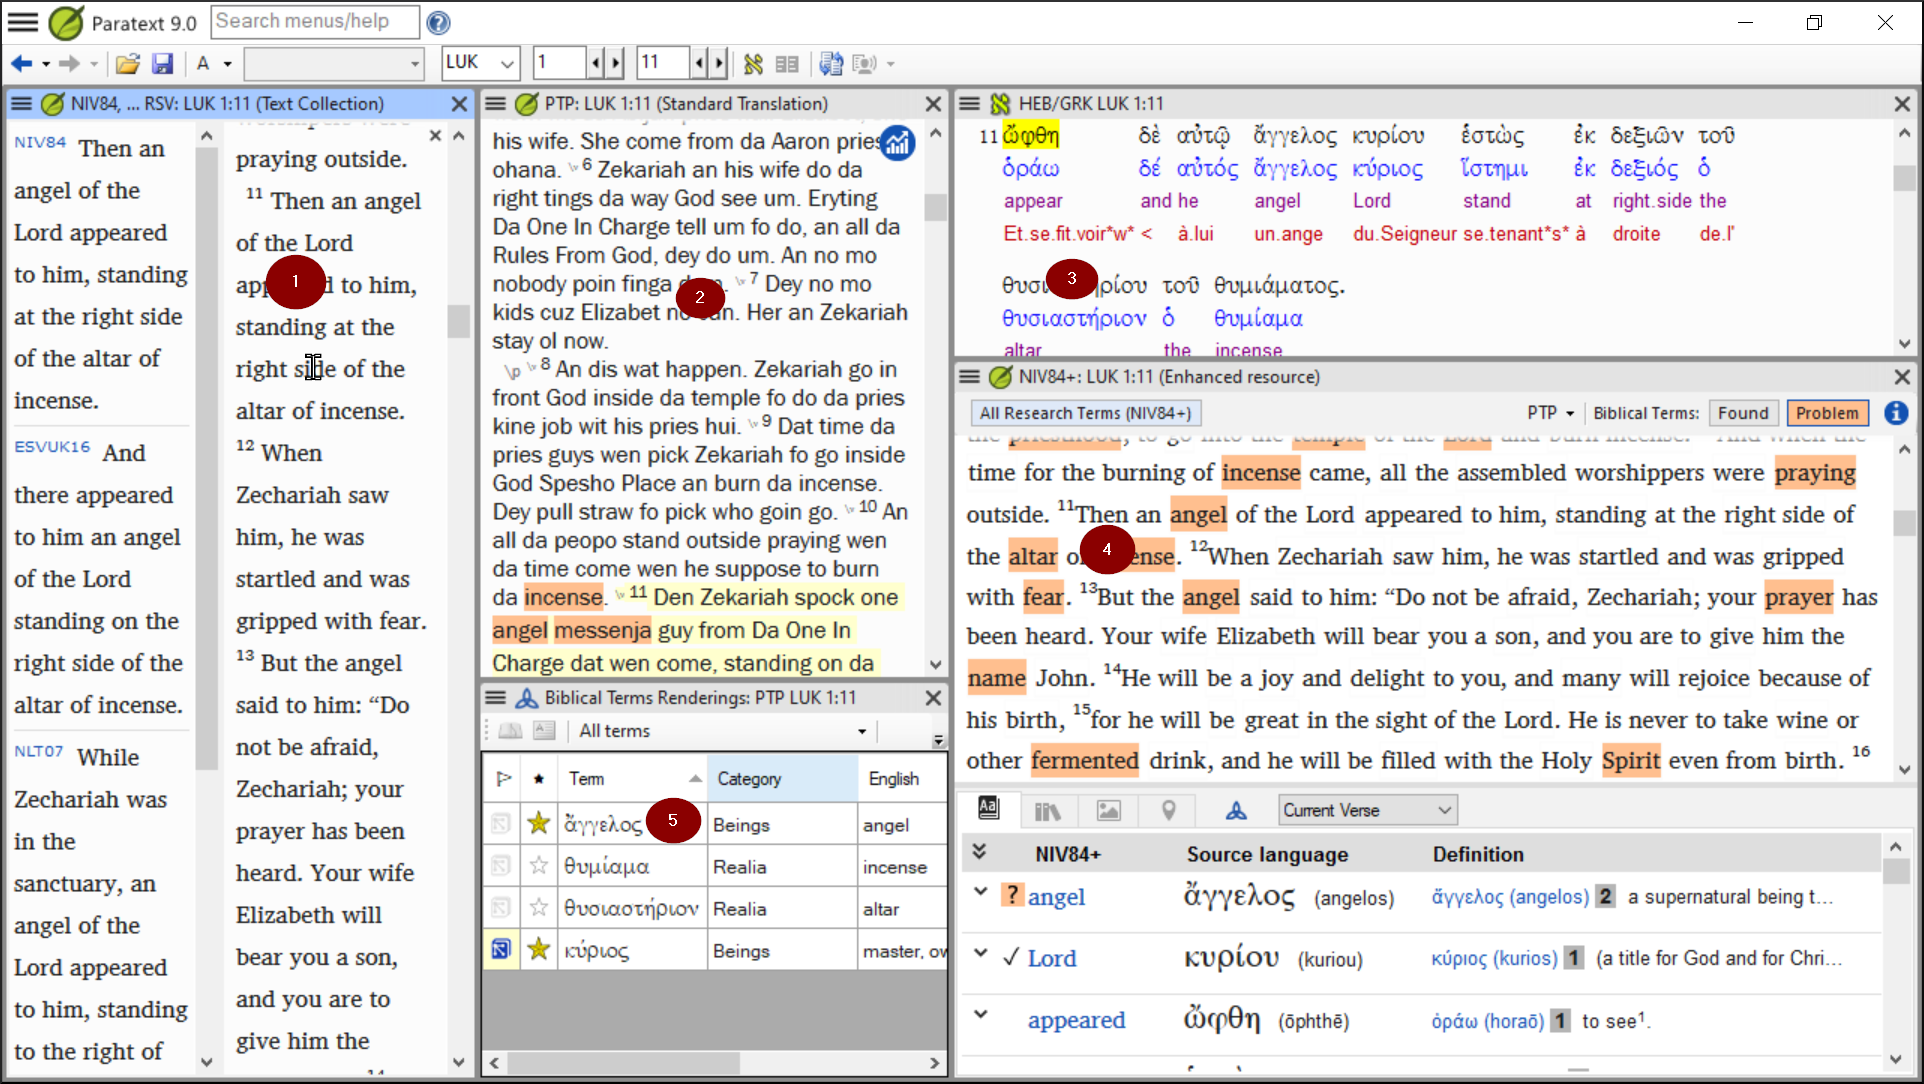 Paratext 9.0
Search menus/help
A
LUK
1
11
NIV84, ... RSV: LUK 1:11 (Text Collection)
NIV84 Then an
angel of the
Lord appeared
to him, standing
at the right side
of the altar of
incense.
ESVUK16 And
there appeared
to him an angel
of the Lord
standing on the
right side of the
altar of incense.
NLT07 While
Zechariah was
in the
sanctuary, an
angel of the
Lord appeared
to him, standing
to the right of
praying outside.
11 Then an angel
of the Lord
to him,
1
standing at the
right side of the
altar of incense.
12 When
Zechariah saw
him, he was
startled and was
gripped with fear.
13 But the angel
said to him: “Do
not be afraid,
Zechariah; your
prayer has been
heard. Your wife
Elizabeth will
bear you a son,
and you are to
give him the
PTP: LUK 1:11 (Standard Translation)
his wife. She come from da Aaron pries
ohana. \v 6 Zekariah an his wife do da
right tings da way God see um. Eryting
Da One In Charge tell um fo do, an all da
Rules From God, dey do um. An no mo
nobody poin finga \v 7 Dey no mo
2
kids cuz Elizabet no Her an Zekariah
stay ol now.
\p \v 8 An dis wat happen. Zekariah go in
front God inside da temple fo do da pries
kine job wit his pries hui. \v 9 Dat time da
pries guys wen pick Zekariah fo go inside
God Spesho Place an burn da incense.
Dey pull straw fo pick who goin go. \v 10 An
all da peopo stand outside praying wen
da time come wen he suppose to burn
da incense. \v 11 Den Zekariah spock one
angel messenja guy from Da One In
Charge dat wen come, standing on da
Biblical Terms Renderings: PTP LUK 1:11
All terms
Term Category English
ἄγγελος 5 Beings angel
θυμίαμα Realia incense
θυσιαστήριον Realia altar
κύριος Beings master, ow
HEB/GRK LUK 1:11
11 ὤφθη δὲ αὐτῷ ἄγγελος κυρίου ἑστὼς ἐκ δεξιῶν τοῦ
ὁράω δέ αὐτός ἄγγελος κύριος ἵστημι ἐκ δεξιός ὁ
appear and he angel Lord stand at right.side the
Et.se.fit.voir*w* < à.lui un.ange du.Seigneur se.tenant*s* à droite de.l'
3
τοῦ θυμιάματος.
θυσιαστήριον ὁ θυμίαμα
altar the incense
NIV84+: LUK 1:11 (Enhanced resource)
All Research Terms (NIV84+) PTP Biblical Terms: Found Problem
the priesthood, to go into the temple of the Lord and burn incense. And when the
time for the burning of incense came, all the assembled worshippers were praying
outside. 11Then an angel of the Lord appeared to him, standing at the right side of
the altar 4 12When Zechariah saw him, he was startled and was gripped
with fear. 13But the angel said to him: “Do not be afraid, Zechariah; your prayer has
been heard. Your wife Elizabeth will bear you a son, and you are to give him the
name John. 14He will be a joy and delight to you, and many will rejoice because of
his birth, 15for he will be great in the sight of the Lord. He is never to take wine or
other fermented drink, and he will be filled with the Holy Spirit even from birth. 16
Aa Current Verse
NIV84+ Source language Definition
? angel ἄγγελος (angelos) ἄγγελος (angelos) 2 a supernatural being t...
✓ Lord κυρίου (kuriou) κύριος (kurios) 1 (a title for God and for Chri...
appeared ὤφθη (ōphthē) ὁράω (horaō) 1 to see1.